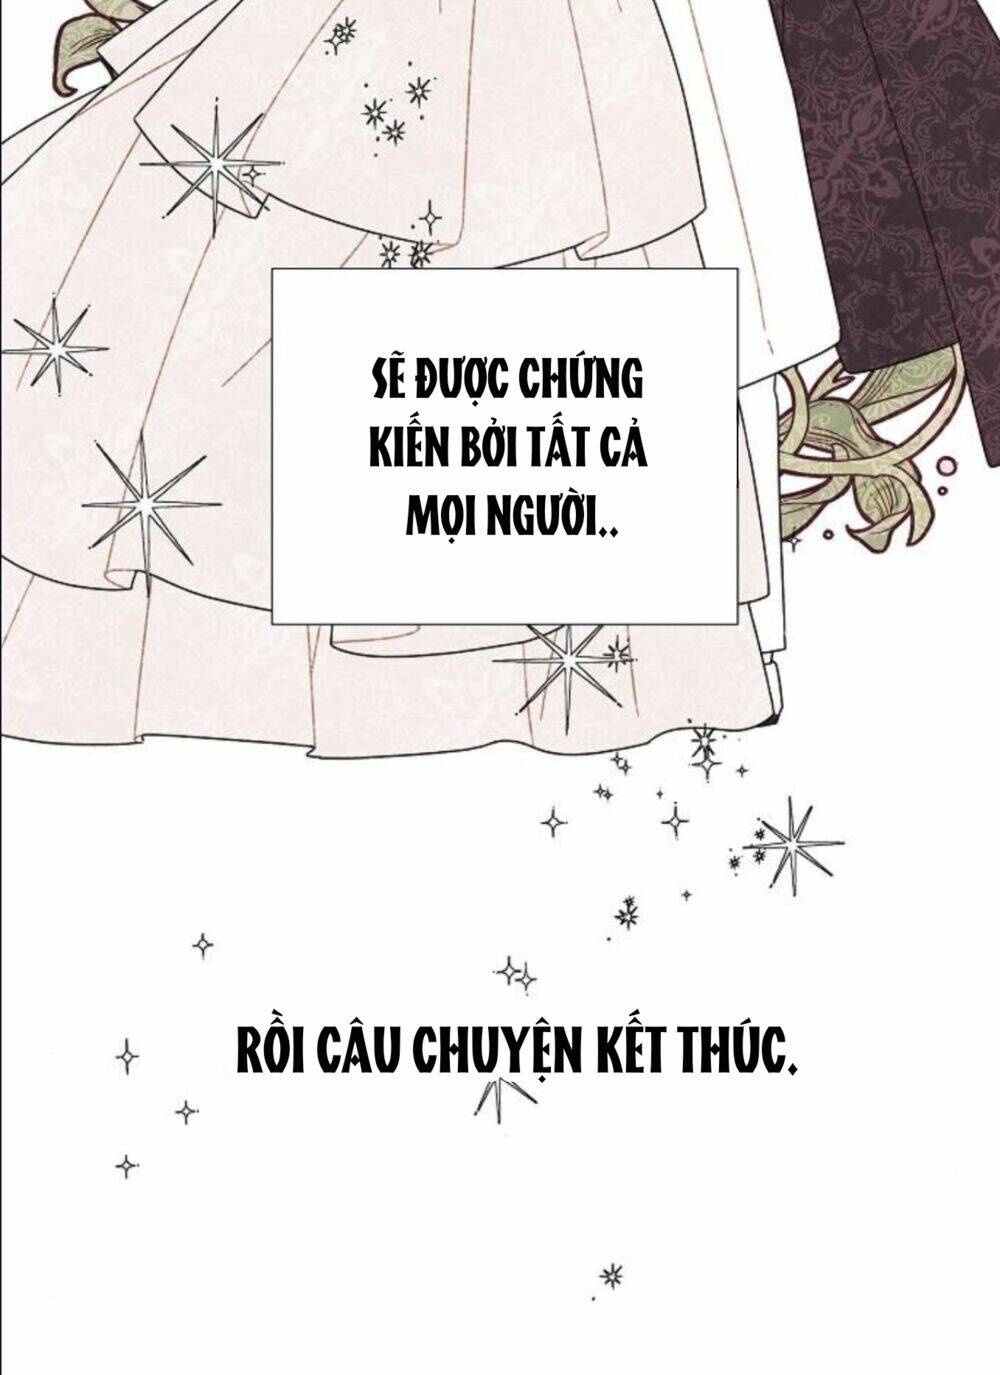 SẼ ĐƯỢC CHỨNG
KIẾN BỞI TẤT CẢ
MỌI NGƯỜI..
RỒI CÂU CHUYỆN KẾT THÚC.